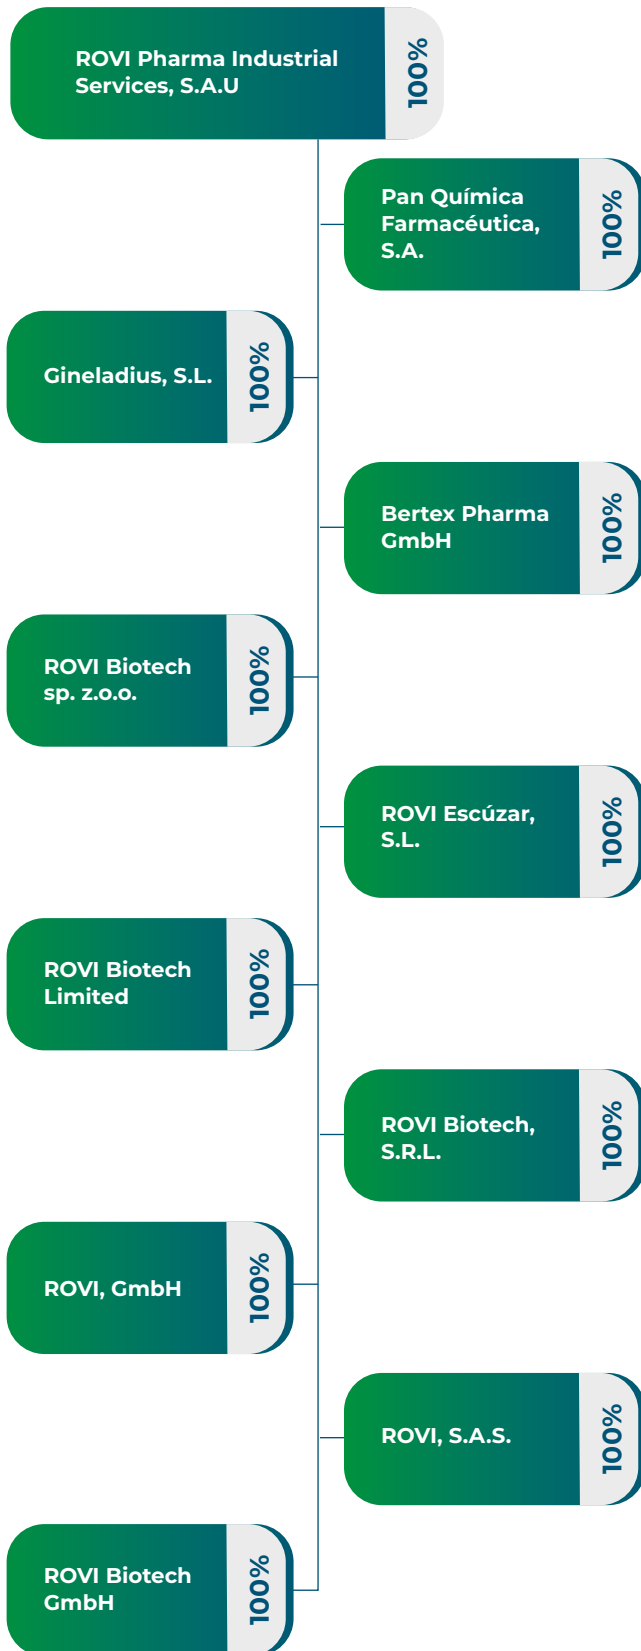 ROVI Pharma Industrial
Services, S.A.U
100%
Pan Química
Farmacéutica,
S.A.
100%
Gineladius, S.L.
100%
Bertex Pharma
GmbH
100%
ROVI Biotech
sp. z.o.o.
100%
ROVI Escúzar,
S.L.
100%
ROVI Biotech
Limited
100%
ROVI Biotech,
S.R.L.
100%
ROVI, GmbH
100%
ROVI, S.A.S.
100%
ROVI Biotech
GmbH
100%